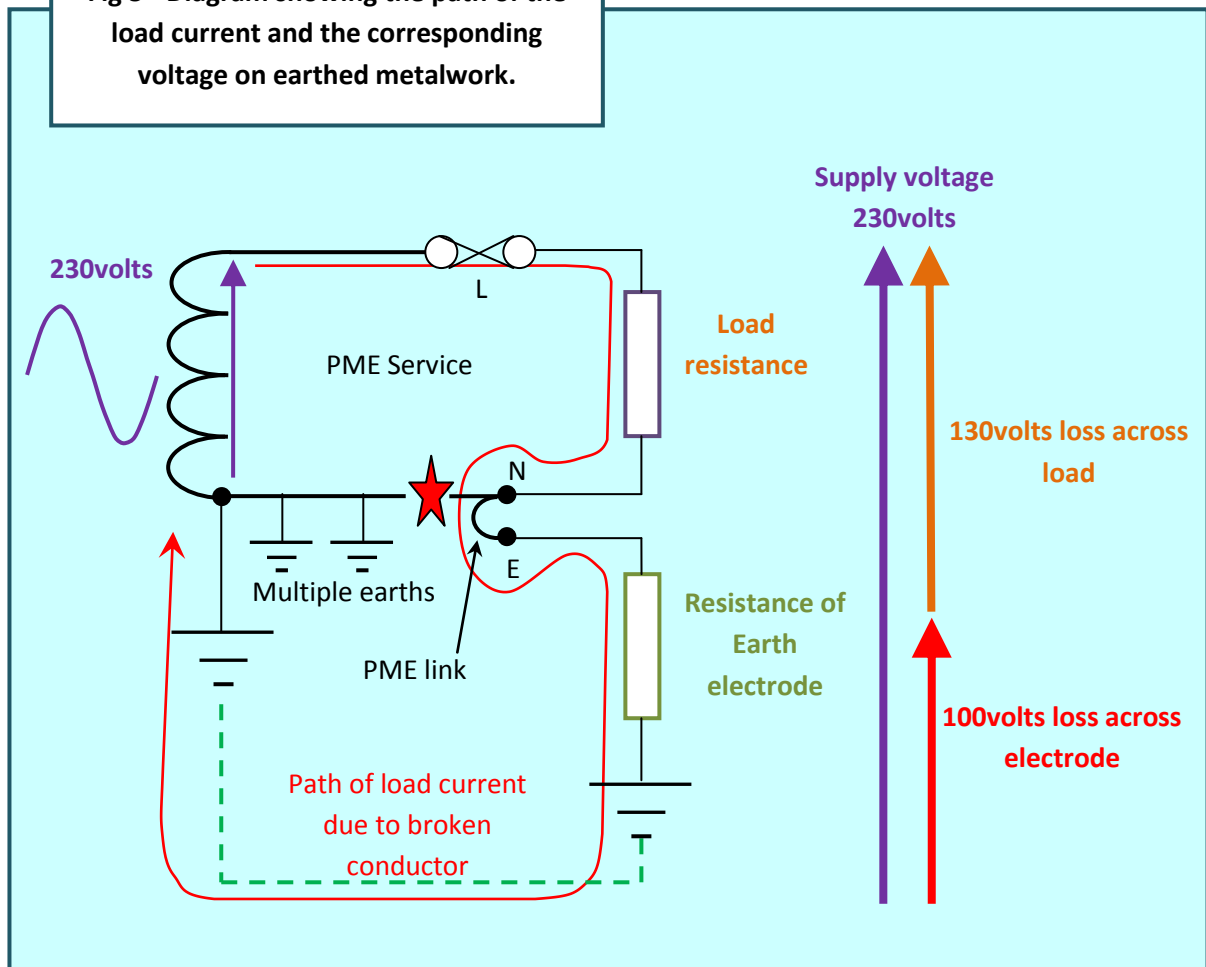 load current and the corresponding
voltage on earthed metalwork.
Supply voltage
230volts
230volts
L
PME Service
Load
resistance
130volts loss across
load
N
E
Multiple earths
PME link
Resistance of
Earth
electrode
100volts loss across
electrode
Path of load current
due to broken
conductor